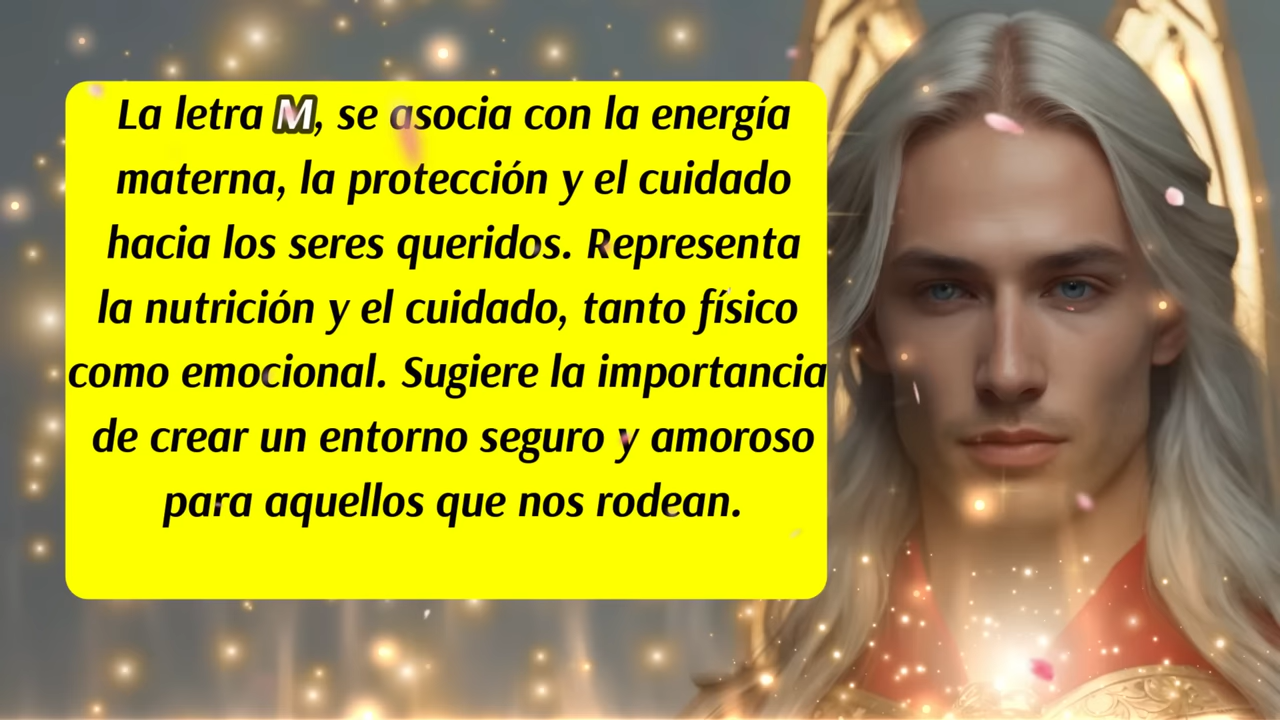 La letra M, se asocia con la energía
materna, la protección y el cuidado
hacia los seres queridos. Representa
la nutrición y el cuidado, tanto físico
como emocional. Sugiere la importancia
de crear un entorno seguro y amoroso
para aquellos que nos rodean.